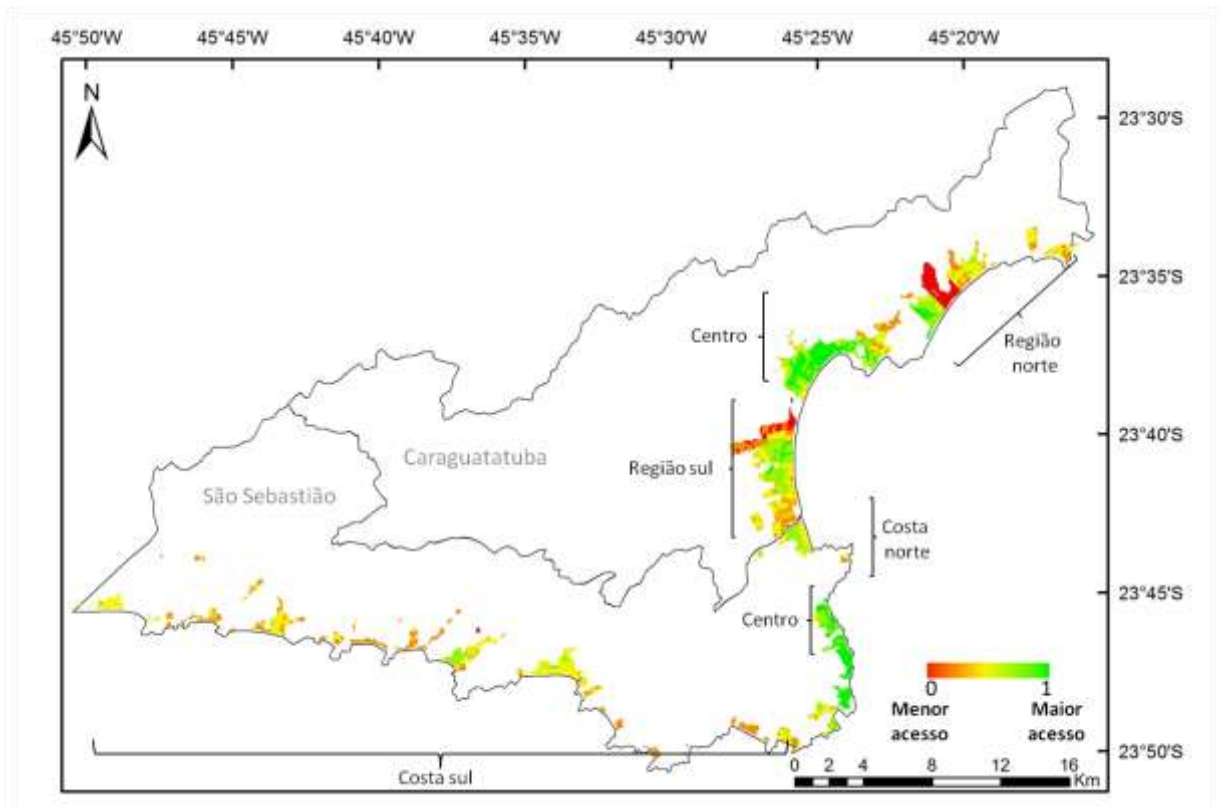 45°50'W 45°45'W 45°40'W 45°35'W 45°30'W 45°25'W 45°20'W
N
23°30'S
23°35'S
Centro
Região
norte
23°40'S
Caraguatatuba
Região sul
São Sebastião
Costa
norte
23°45'S
Centro
0 1
Menor
acesso
Maior
acesso
23°50'S
Costa sul
0 2 4 8 12 16
Km